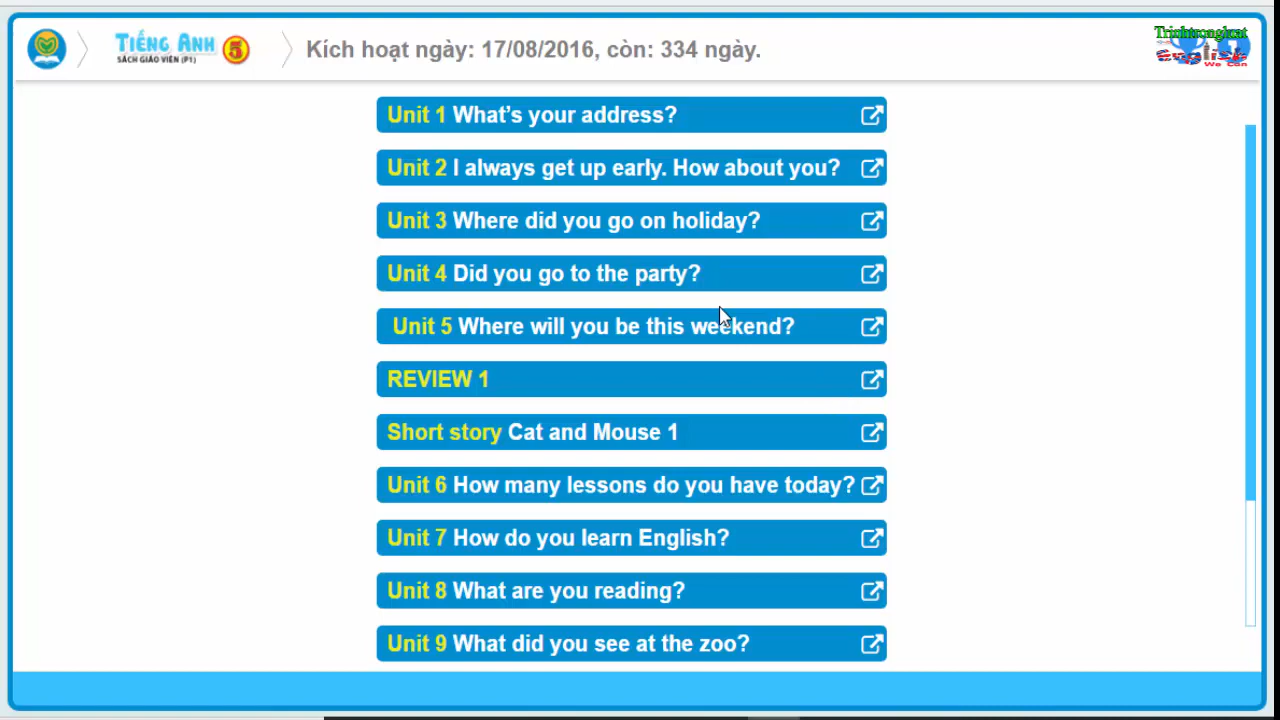 TIẾNG ANH 5
SÁCH GIÁO VIÊN (P1)
Kích hoạt ngày: 17/08/2016, còn: 334 ngày.
Trinhtrongkat
English
We Can
Unit 1 What's your address?
Unit 2 I always get up early. How about you?
Unit 3 Where did you go on holiday?
Unit 4 Did you go to the party?
Unit 5 Where will you be this weekend?
REVIEW 1
Short story Cat and Mouse 1
Unit 6 How many lessons do you have today?
Unit 7 How do you learn English?
Unit 8 What are you reading?
Unit 9 What did you see at the zoo?